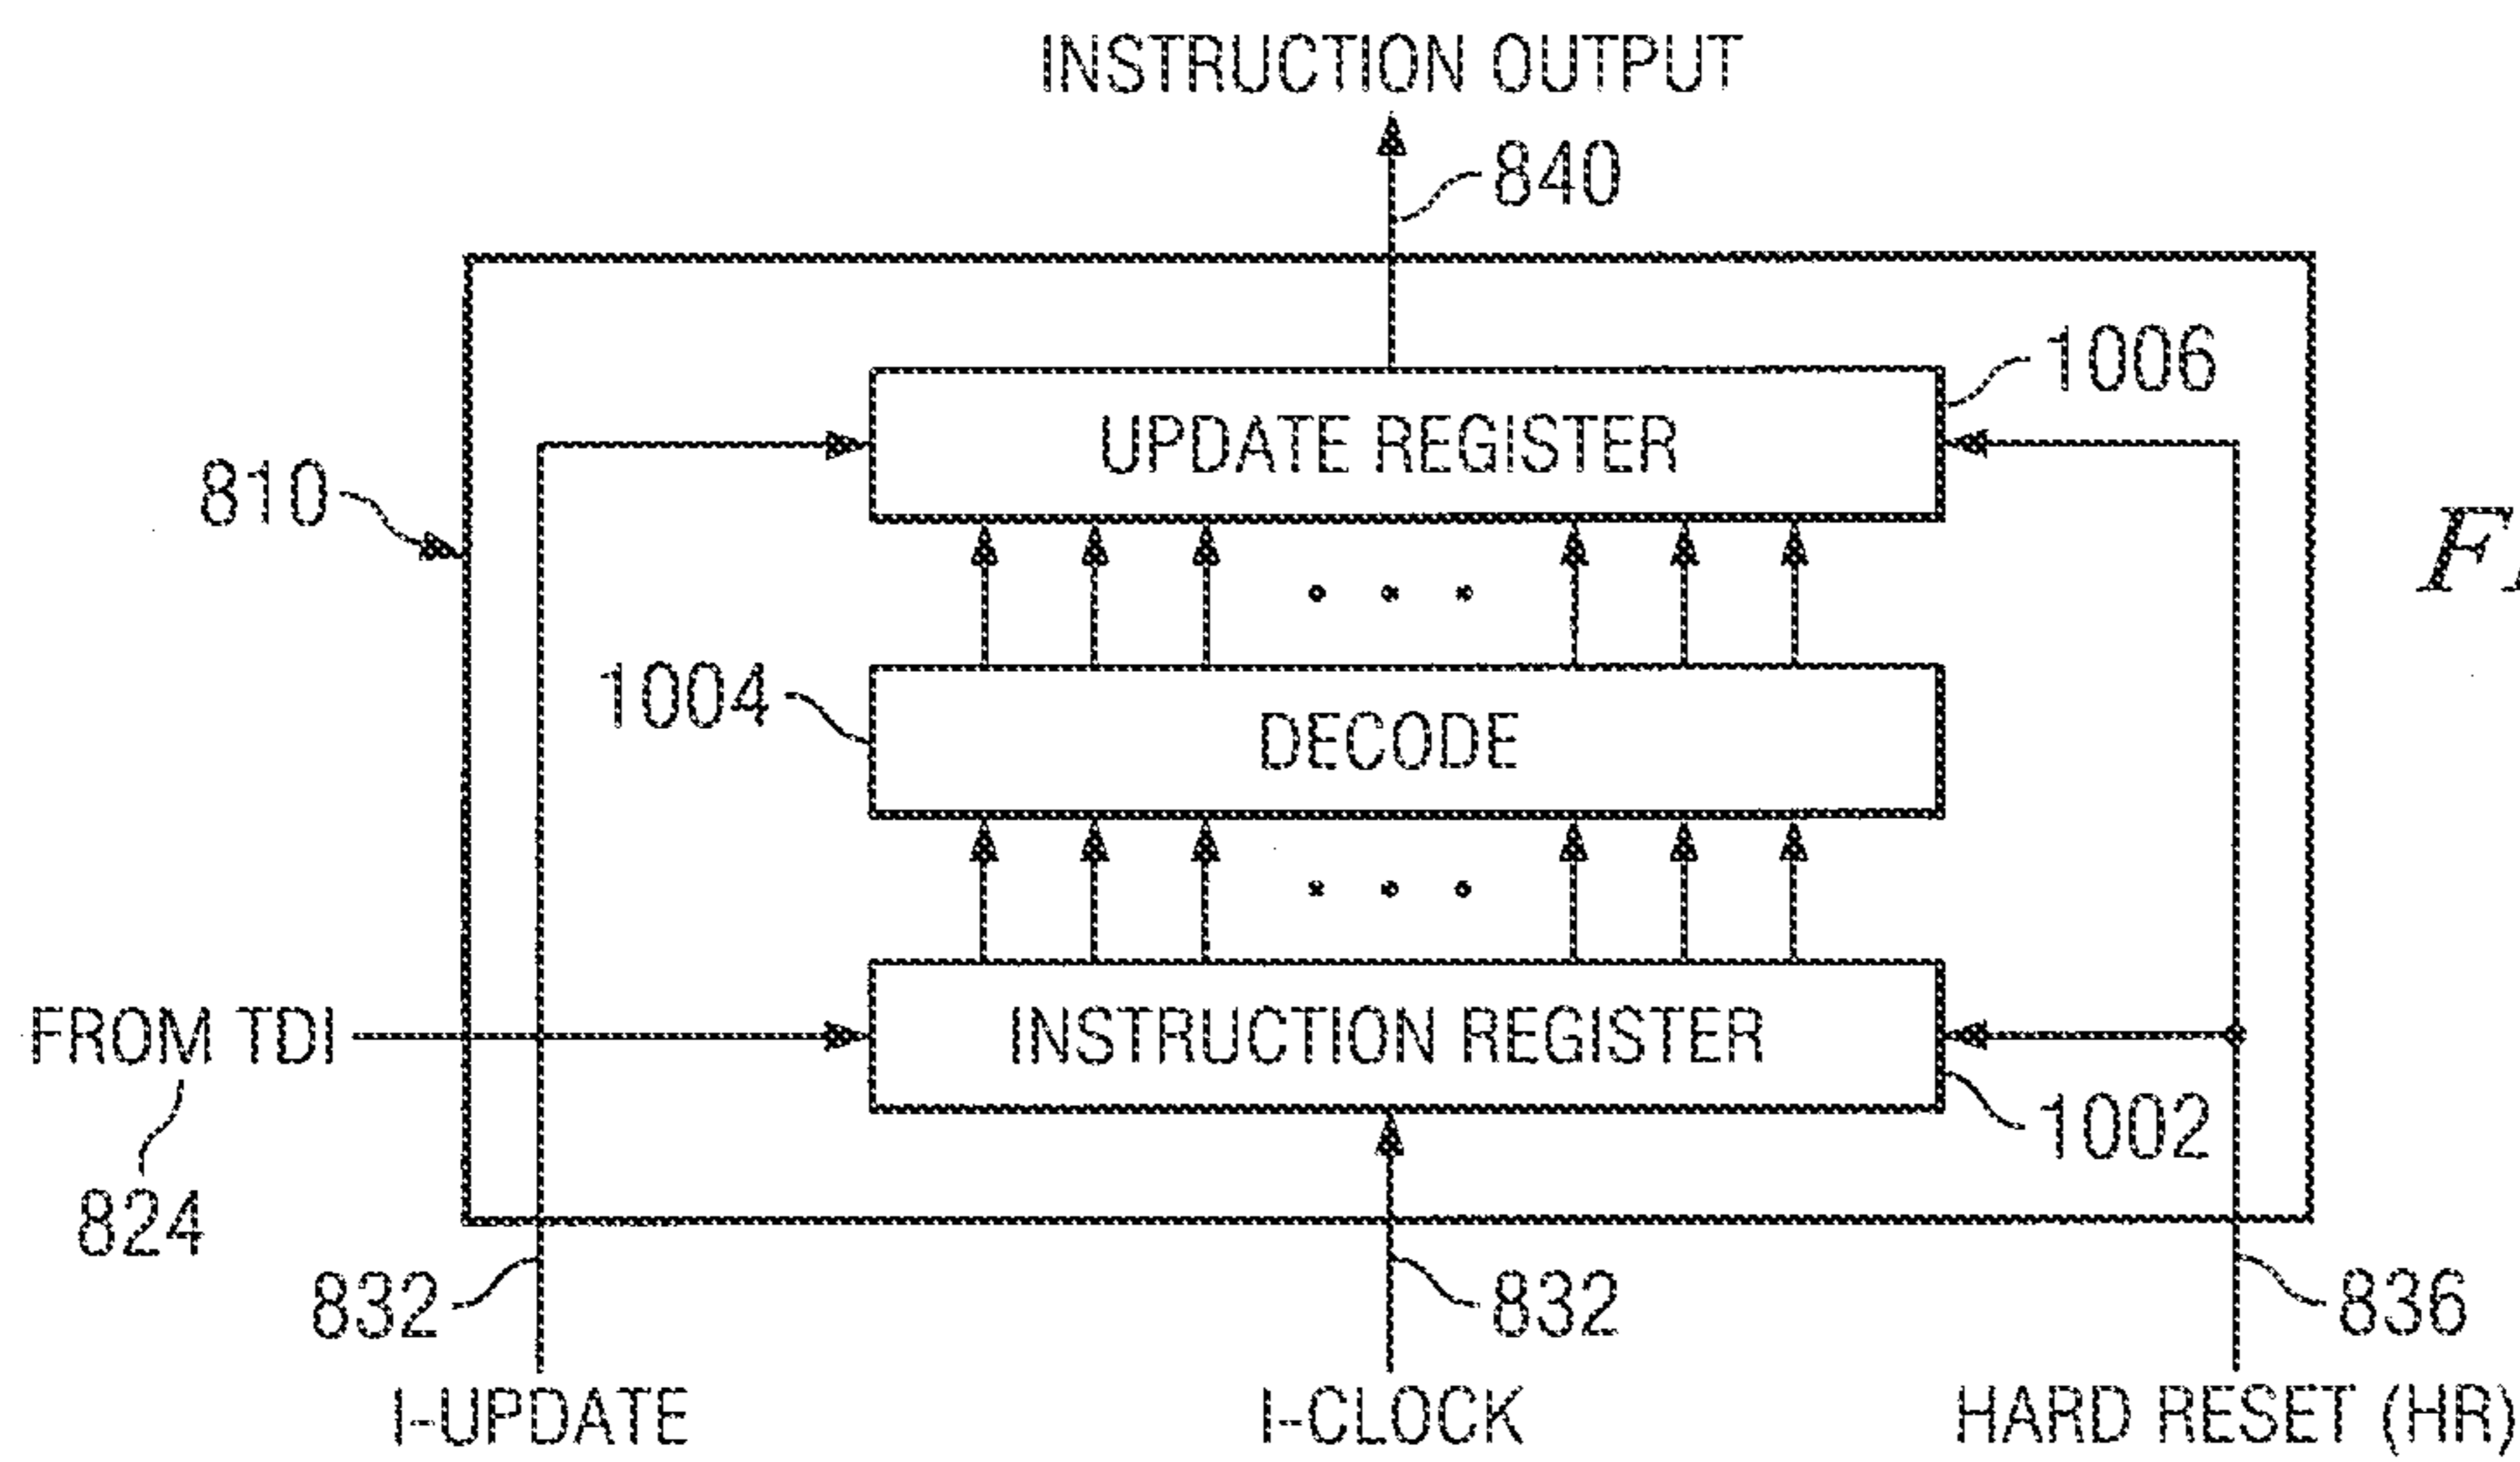 INSTRUCTION OUTPUT
840
1006
UPDATE REGISTER
810
1004
DECODE
FROM TDI
INSTRUCTION REGISTER
1002
824
832
832
836
I-UPDATE
I-CLOCK
HARD RESET (HR)